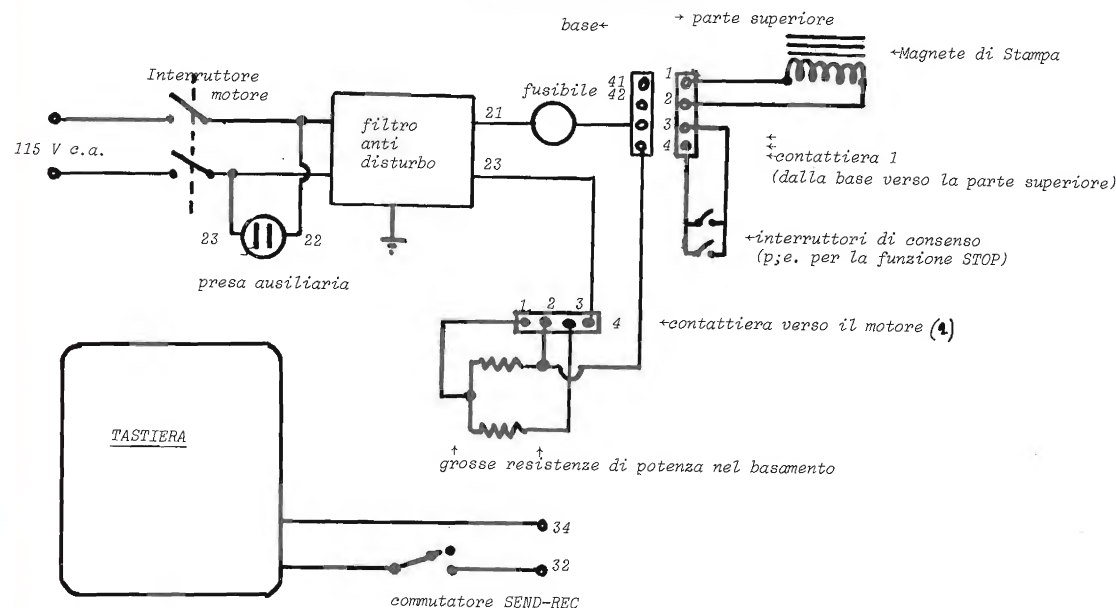 base← → parte superiore
←Magnete di Stampa
Interruttore
motore
fusibile
41
42
1
2
3
4
21
23
filtro
anti
disturbo
115 V c.a.
←contattiera 1
(dalla base verso la parte superiore)
23 22
presa ausiliaria
←interruttori di consenso
(p;e. per la funzione STOP)
1 2 3
4
←contattiera verso il motore (2)
TASTIERA
grosse resistenze di potenza nel basamento
34
32
commutatore SEND-REC